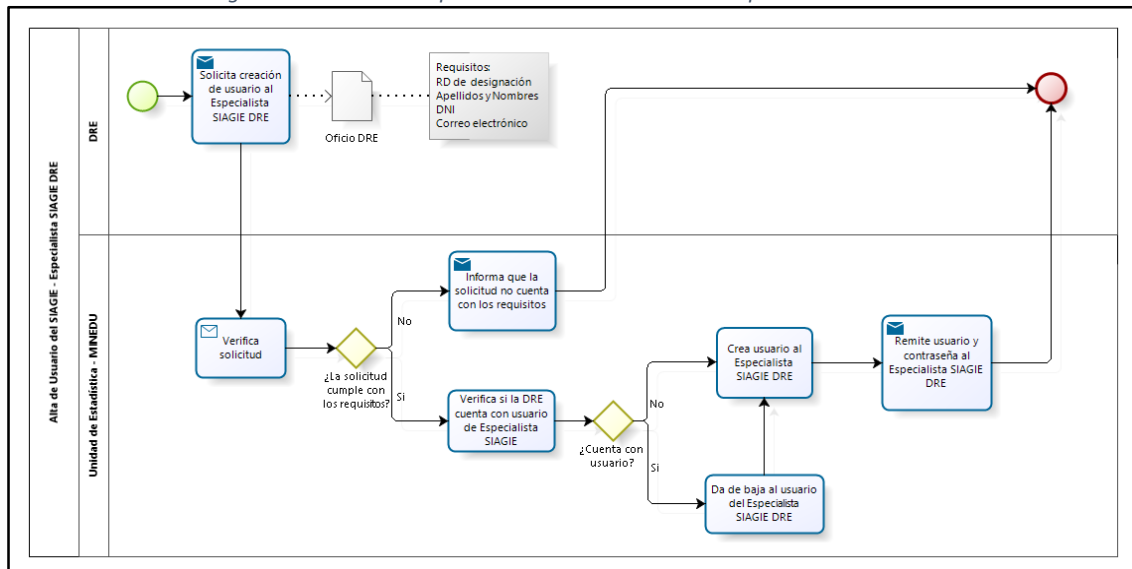 Alta de Usuario del SIAGIE - Especialista SIAGIE DRE
DRE
Solicita creación
de usuario al
Especialista
SIAGIE DRE
Oficio DRE
Requisitos:
RD de designación
Apellidos y Nombres
DNI
Correo electrónico
Unidad de Estadística - MINEDU
Verifica
solicitud
¿La solicitud
cumple con
los requisitos?
No
Informa que la
solicitud no cuenta
con los requisitos
Si
Verifica si la DRE
cuenta con usuario
de Especialista
SIAGIE
¿Cuenta con
usuario?
No
Crea usuario al
Especialista
SIAGIE DRE
Si
Da de baja al usuario
del Especialista
SIAGIE DRE
Remite usuario y
contraseña al
Especialista SIAGIE
DRE